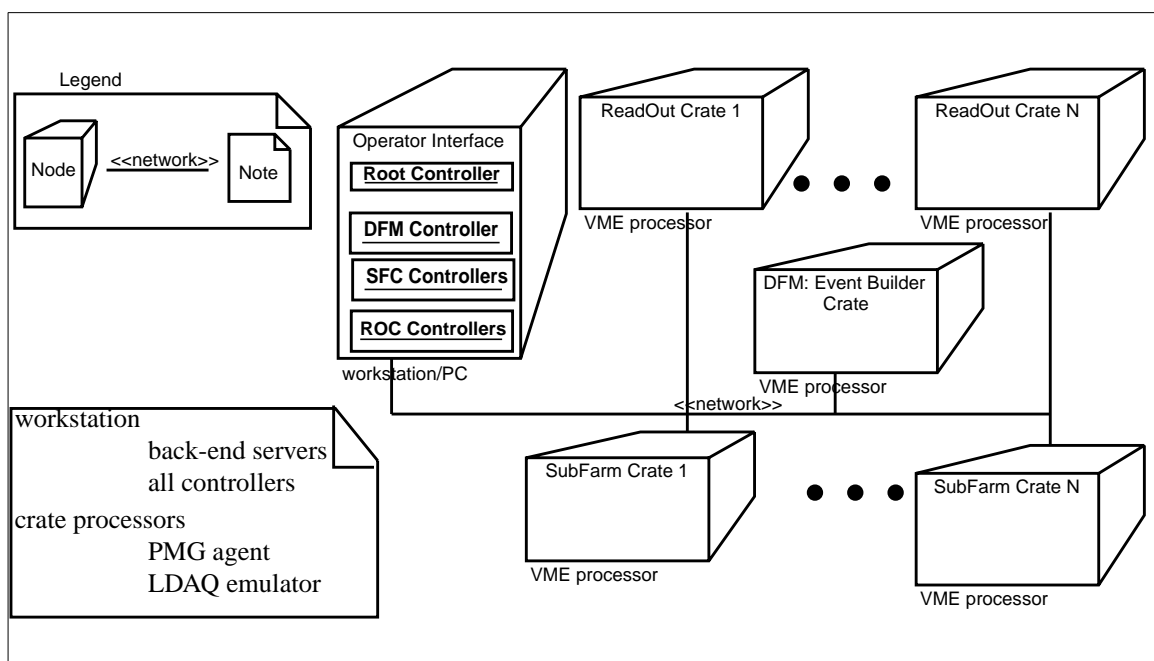 Legend
Node
<<network>>
Note
Operator Interface
Root Controller
DFM Controller
SFC Controllers
ROC Controllers
workstation/PC
ReadOut Crate 1
VME processor
ReadOut Crate N
VME processor
DFM: Event Builder
Crate
VME processor
<<network>>
workstation
back-end servers
all controllers
crate processors
PMG agent
LDAQ emulator
SubFarm Crate 1
VME processor
SubFarm Crate N
VME processor